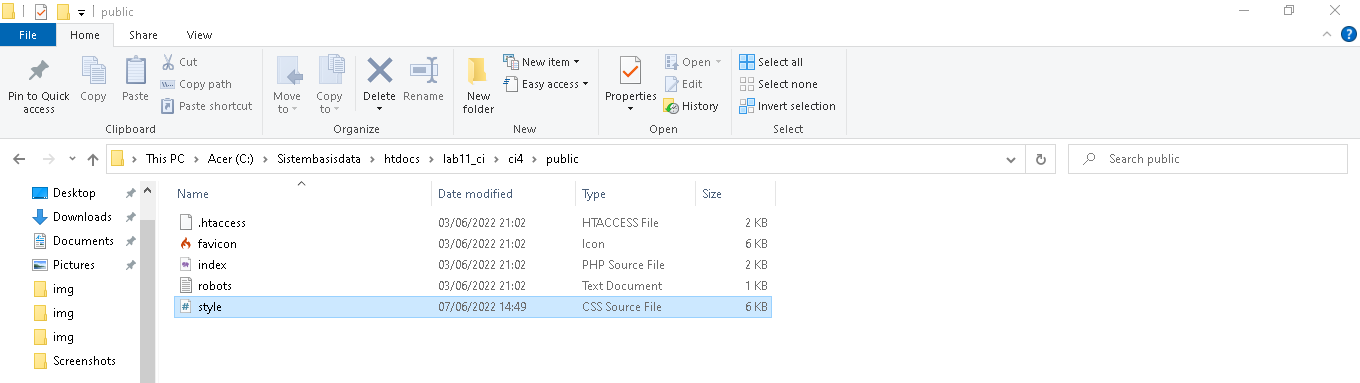 public
File Home Share View
Pin to Quick access
Copy
Paste
Cut
Copy path
Paste shortcut
Clipboard
Move to
Copy to
Delete
Rename
Organize
New folder
New item
Easy access
New
Properties
Open
Edit
History
Open
Select all
Select none
Invert selection
Select
This PC > Acer (C:) > Sistembasisdata > htdocs > lab11_ci > ci4 > public
Search public
Desktop
Downloads
Documents
Pictures
img
img
img
Screenshots
Name Date modified Type Size
.htaccess 03/06/2022 21:02 HTACCESS File 2 KB
favicon 03/06/2022 21:02 Icon 6 KB
index 03/06/2022 21:02 PHP Source File 2 KB
robots 03/06/2022 21:02 Text Document 1 KB
style 07/06/2022 14:49 CSS Source File 6 KB